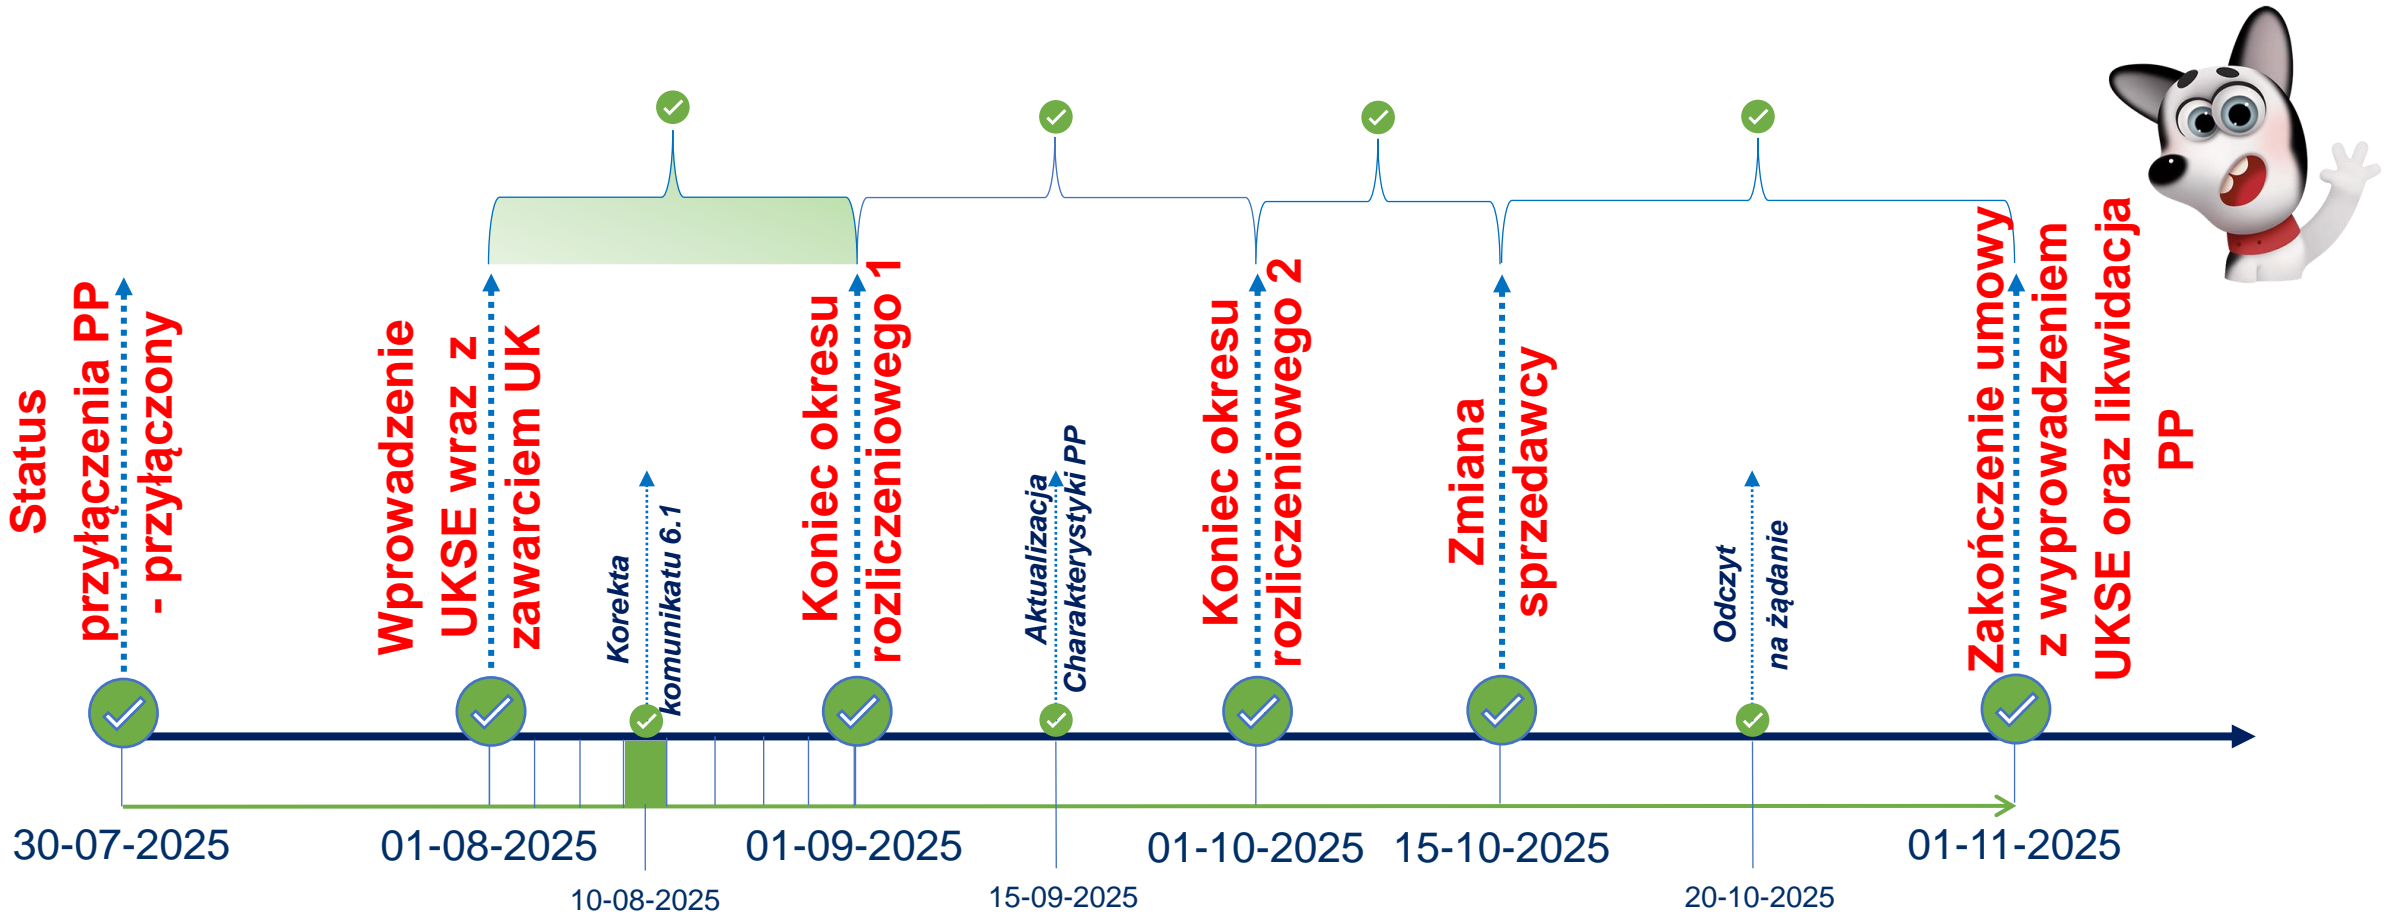 Status
przyłączenia PP
- przyłączony
Wprowadzenie
UKSE wraz z
zawarciem UK
Korekta
komunikatu 6.1
Koniec okresu
rozliczeniowego 1
Aktualizacja
Charakterystyki PP
Koniec okresu
rozliczeniowego 2
Zmiana
sprzedawcy
Odczyt
na żądanie
Zakończenie umowy
z wyprowadzeniem
UKSE oraz likwidacja
PP
30-07-2025
01-08-2025
01-09-2025
01-10-2025
15-10-2025
01-11-2025
10-08-2025
15-09-2025
20-10-2025